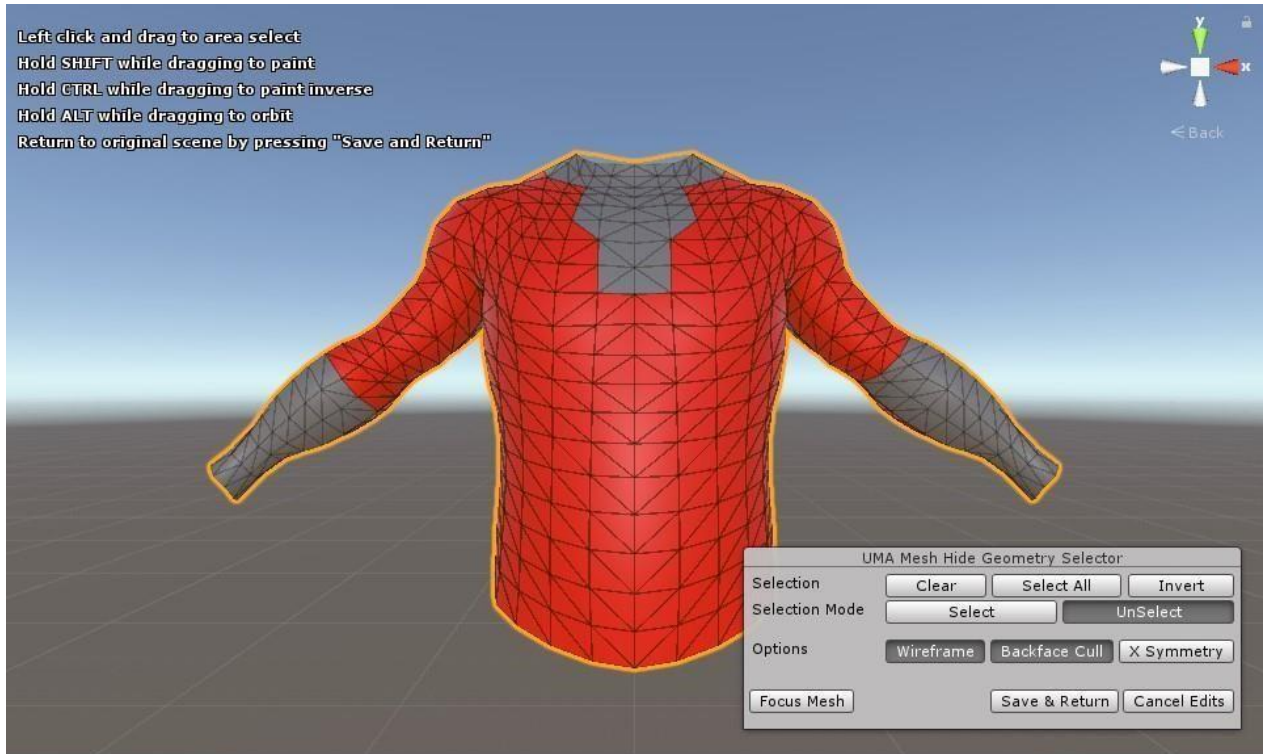 Left click and drag to area select
Hold SHIFT while dragging to paint
Hold CTRL while dragging to paint inverse
Hold ALT while dragging to orbit
Return to original scene by pressing "Save and Return"
y
x
<Back
UMA Mesh Hide Geometry Selector
Selection Clear Select All Invert
Selection Mode Select UnSelect
Options Wireframe Backface Cull X Symmetry
Focus Mesh Save & Return Cancel Edits